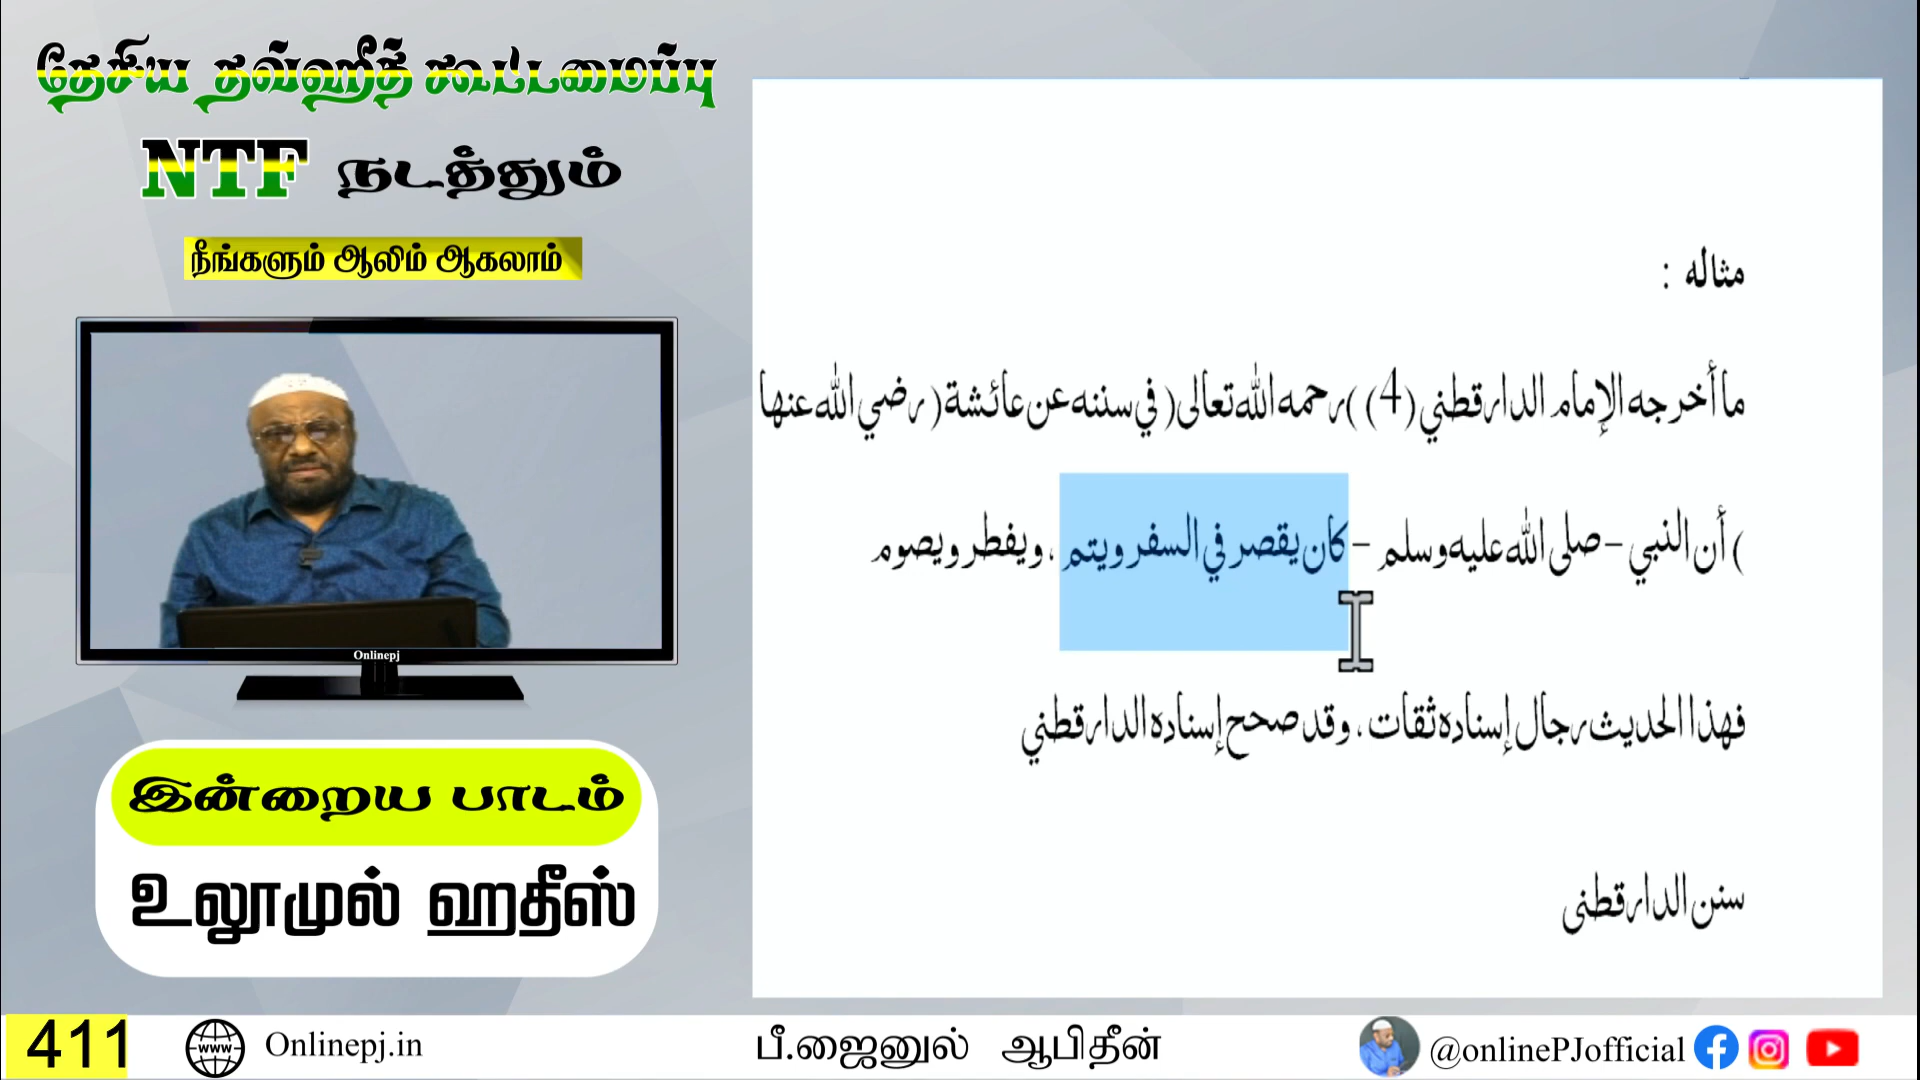 தேசிய தவ்ஹீத் கூட்டமைப்பு
NTF நடத்தும்
நீங்களும் ஆலிம் ஆகலாம்
Onlinepj
இன்றைய பாடம்
உலூமுல் ஹதீஸ்
مثاله :
ما أخرجه الإمام الدارقطني (4) )رحمه الله تعالى( في سننه عن عائشة( رضي الله عنها
) أن النبي - صلى الله عليه وسلم - كان يقصر في السفر ويتم ، ويفطر ويصوم
فهذا الحديث رجال إسناده ثقات ، وقد صحح إسناده الدارقطني
سنن الدارقطنى
411
www
Onlinepj.in
பீ.ஜைனுல் ஆபிதீன்
@onlinePJofficial